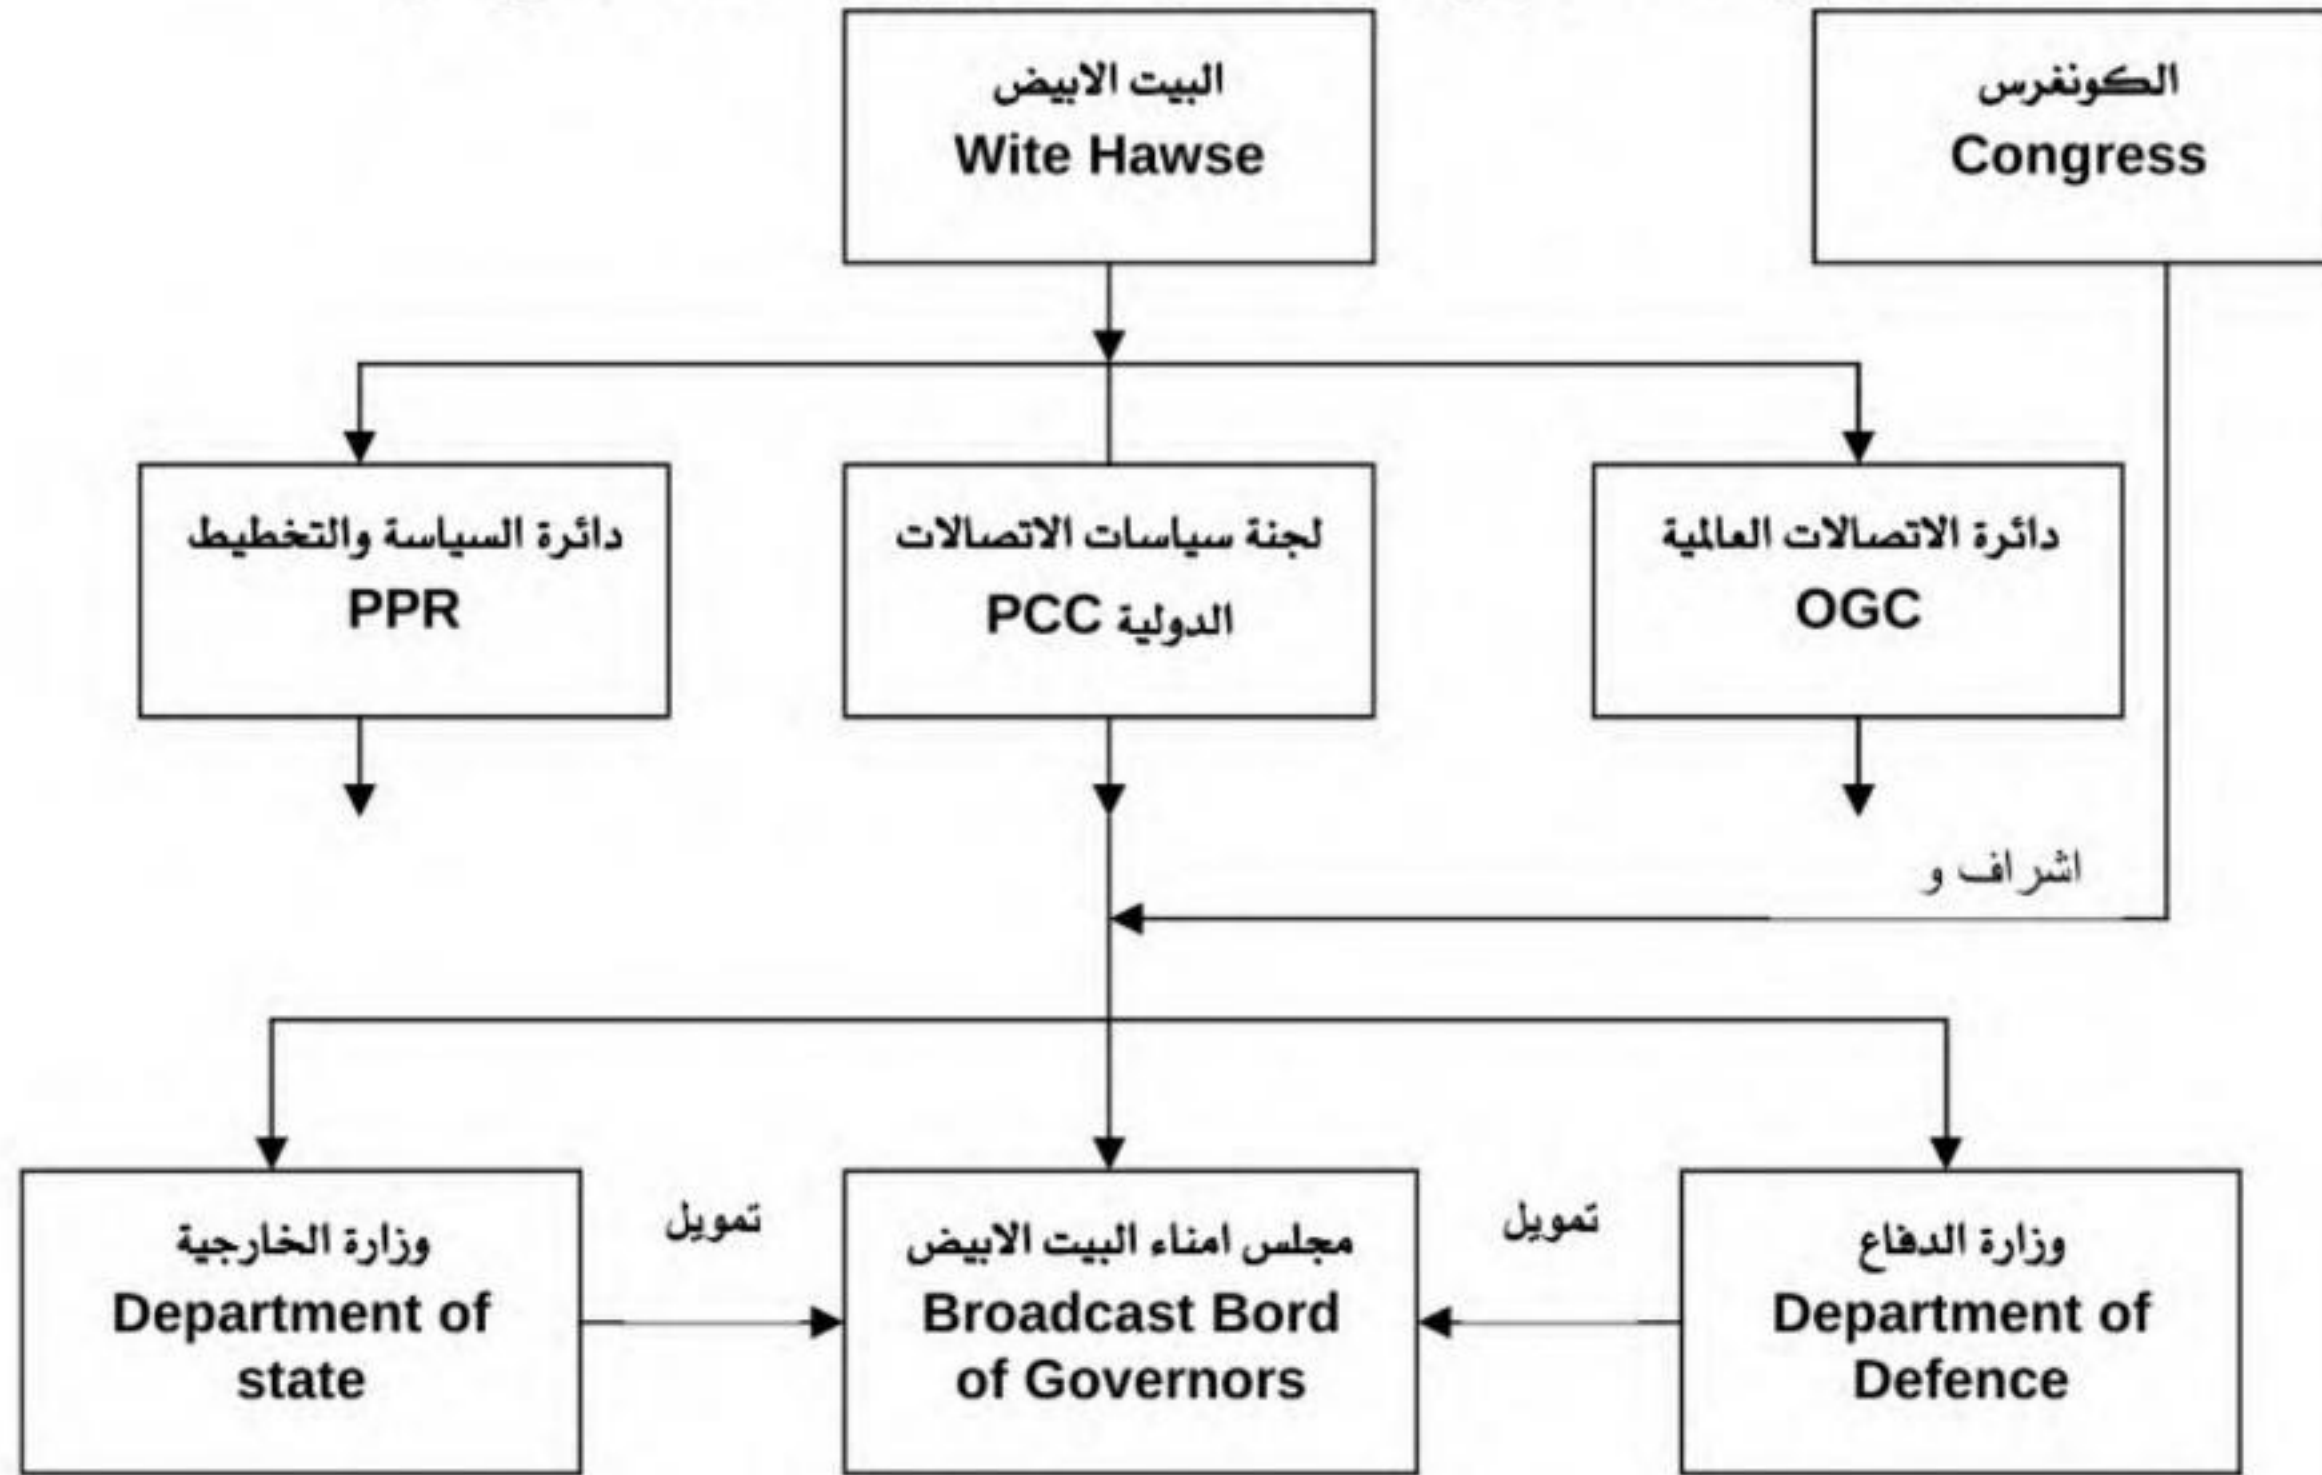 البيت الابيض
Wite Hawse
الكونغرس
Congress
دائرة السياسة والتخطيط
PPR
لجنة سياسات الاتصالات
الدولية PCC
دائرة الاتصالات العالمية
OGC
اشراف و
وزارة الخارجية
Department of
state
تمويل
مجلس امناء البيت الابيض
Broadcast Bord
of Governors
تمويل
وزارة الدفاع
Department of
Defence